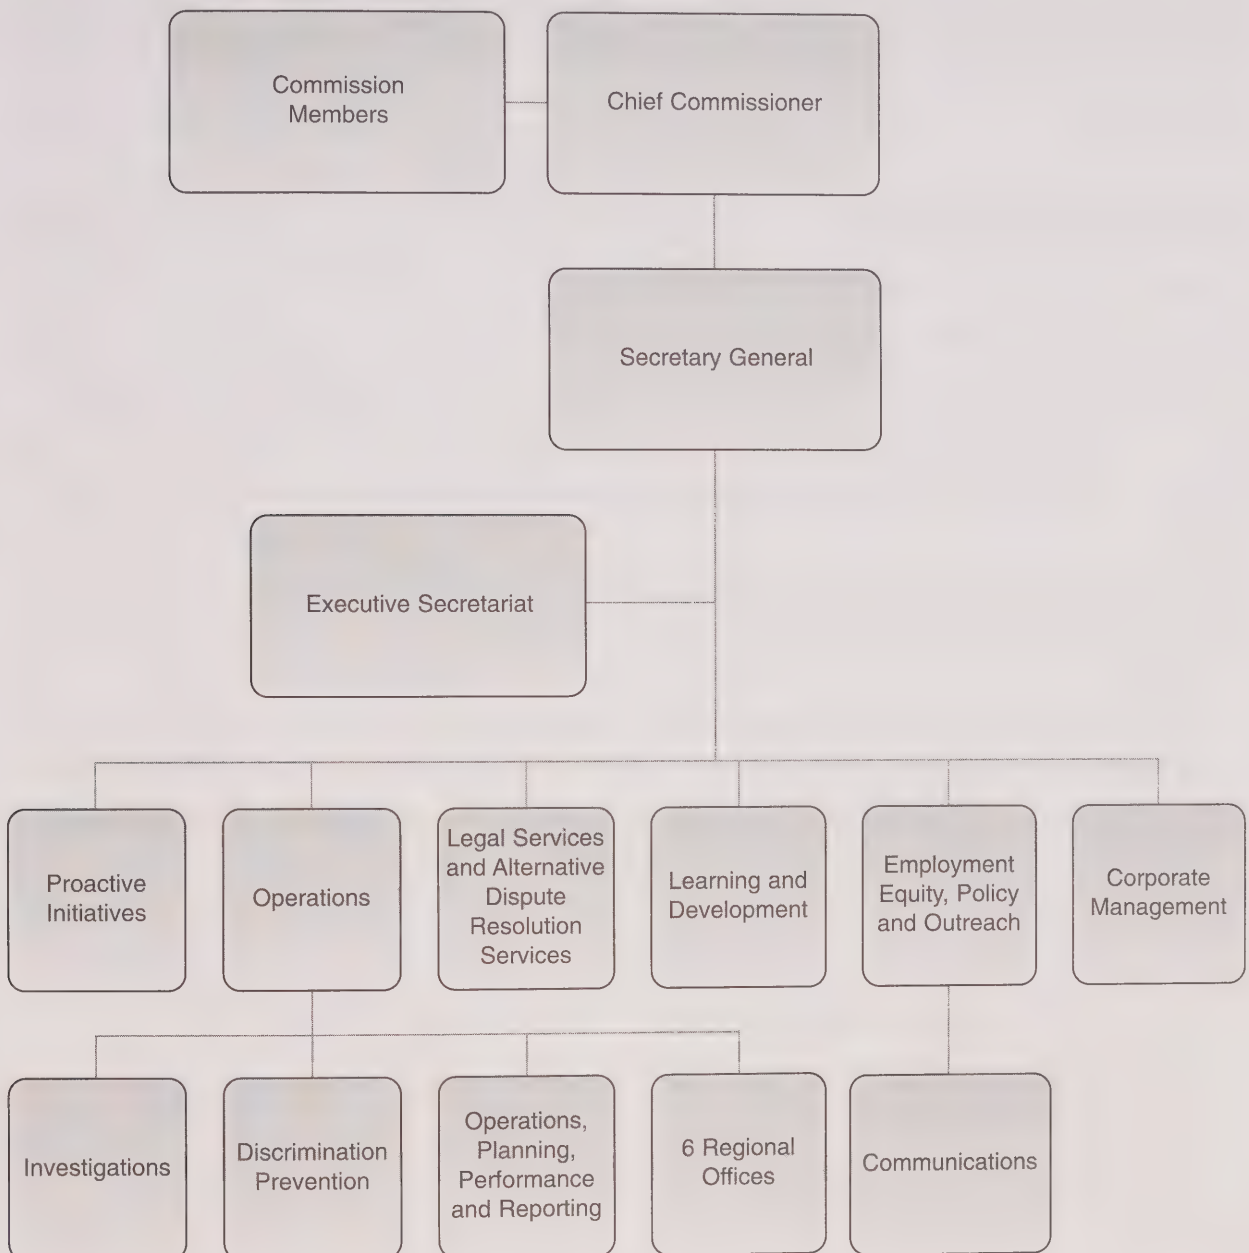 Commission
Members
Chief Commissioner
Secretary General
Executive Secretariat
Proactive
Initiatives
Operations
Legal Services
and Alternative
Dispute
Resolution
Services
Learning and
Development
Employment
Equity, Policy
and Outreach
Corporate
Management
Investigations
Discrimination
Prevention
Operations,
Planning,
Performance
and Reporting
6 Regional
Offices
Communications